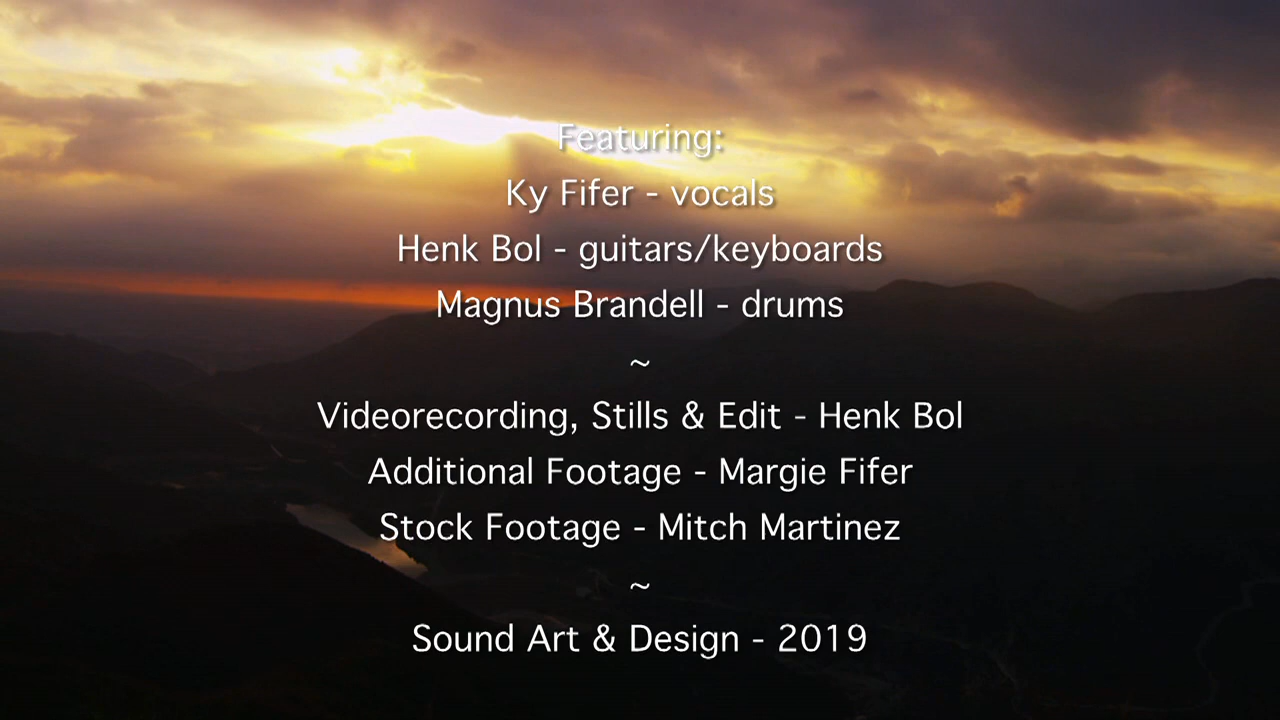 Featuring:
Ky Fifer - vocals
Henk Bol - guitars/keyboards
Magnus Brandell - drums
~
Videorecording, Stills & Edit - Henk Bol
Additional Footage - Margie Fifer
Stock Footage - Mitch Martinez
~
Sound Art & Design - 2019